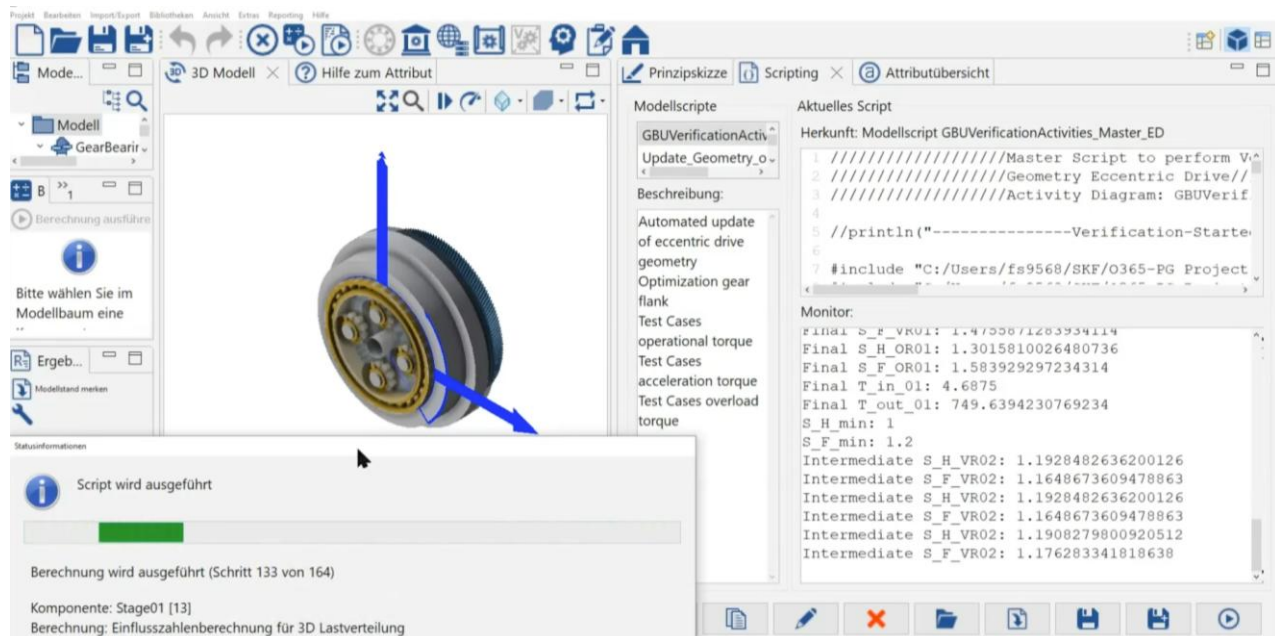 Projekt Bearbeiten Import/Export Bibliotheken Ansicht Extras Reporting Hilfe
Mode...
3D Modell
Hilfe zum Attribut
Modell
GearBearin
B
Berechnung ausführe
Bitte wählen Sie im
Modellbaum eine
Ergeb...
Modellstand merken
Prinzipskizze
Scripting
Attributübersicht
Modellscripte
GBUVerificationActiv
Update_Geometry_o
Beschreibung:
Automated update
of eccentric drive
geometry
Optimization gear
flank
Test Cases
operational torque
Test Cases
acceleration torque
Test Cases overload
torque
Aktuelles Script
Herkunft: Modellscript GBUVerificationActivities_Master_ED
1 ///////////////////Master Script to perform V
2 ///////////////////Geometry Eccentric Drive//
3 ///////////////////Activity Diagram: GBUVerif
4
5 //println("---------------Verification-Starte
6
7 #include "C:/Users/fs9568/SKF/O365-PG Project
Monitor:
Final S_F_VR01: 1.4755871283934114
Final S_H_OR01: 1.3015810026480736
Final S_F_OR01: 1.583929297234314
Final T_in_01: 4.6875
Final T_out_01: 749.6394230769234
S_H_min: 1
S_F_min: 1.2
Intermediate S_H_VR02: 1.1928482636200126
Intermediate S_F_VR02: 1.1648673609478863
Intermediate S_H_VR02: 1.1928482636200126
Intermediate S_F_VR02: 1.1648673609478863
Intermediate S_H_VR02: 1.1908279800920512
Intermediate S_F_VR02: 1.176283341818638
Statusinformationen
Script wird ausgeführt
Berechnung wird ausgeführt (Schritt 133 von 164)
Komponente: Stage01 [13]
Berechnung: Einflusszahlenberechnung für 3D Lastverteilung